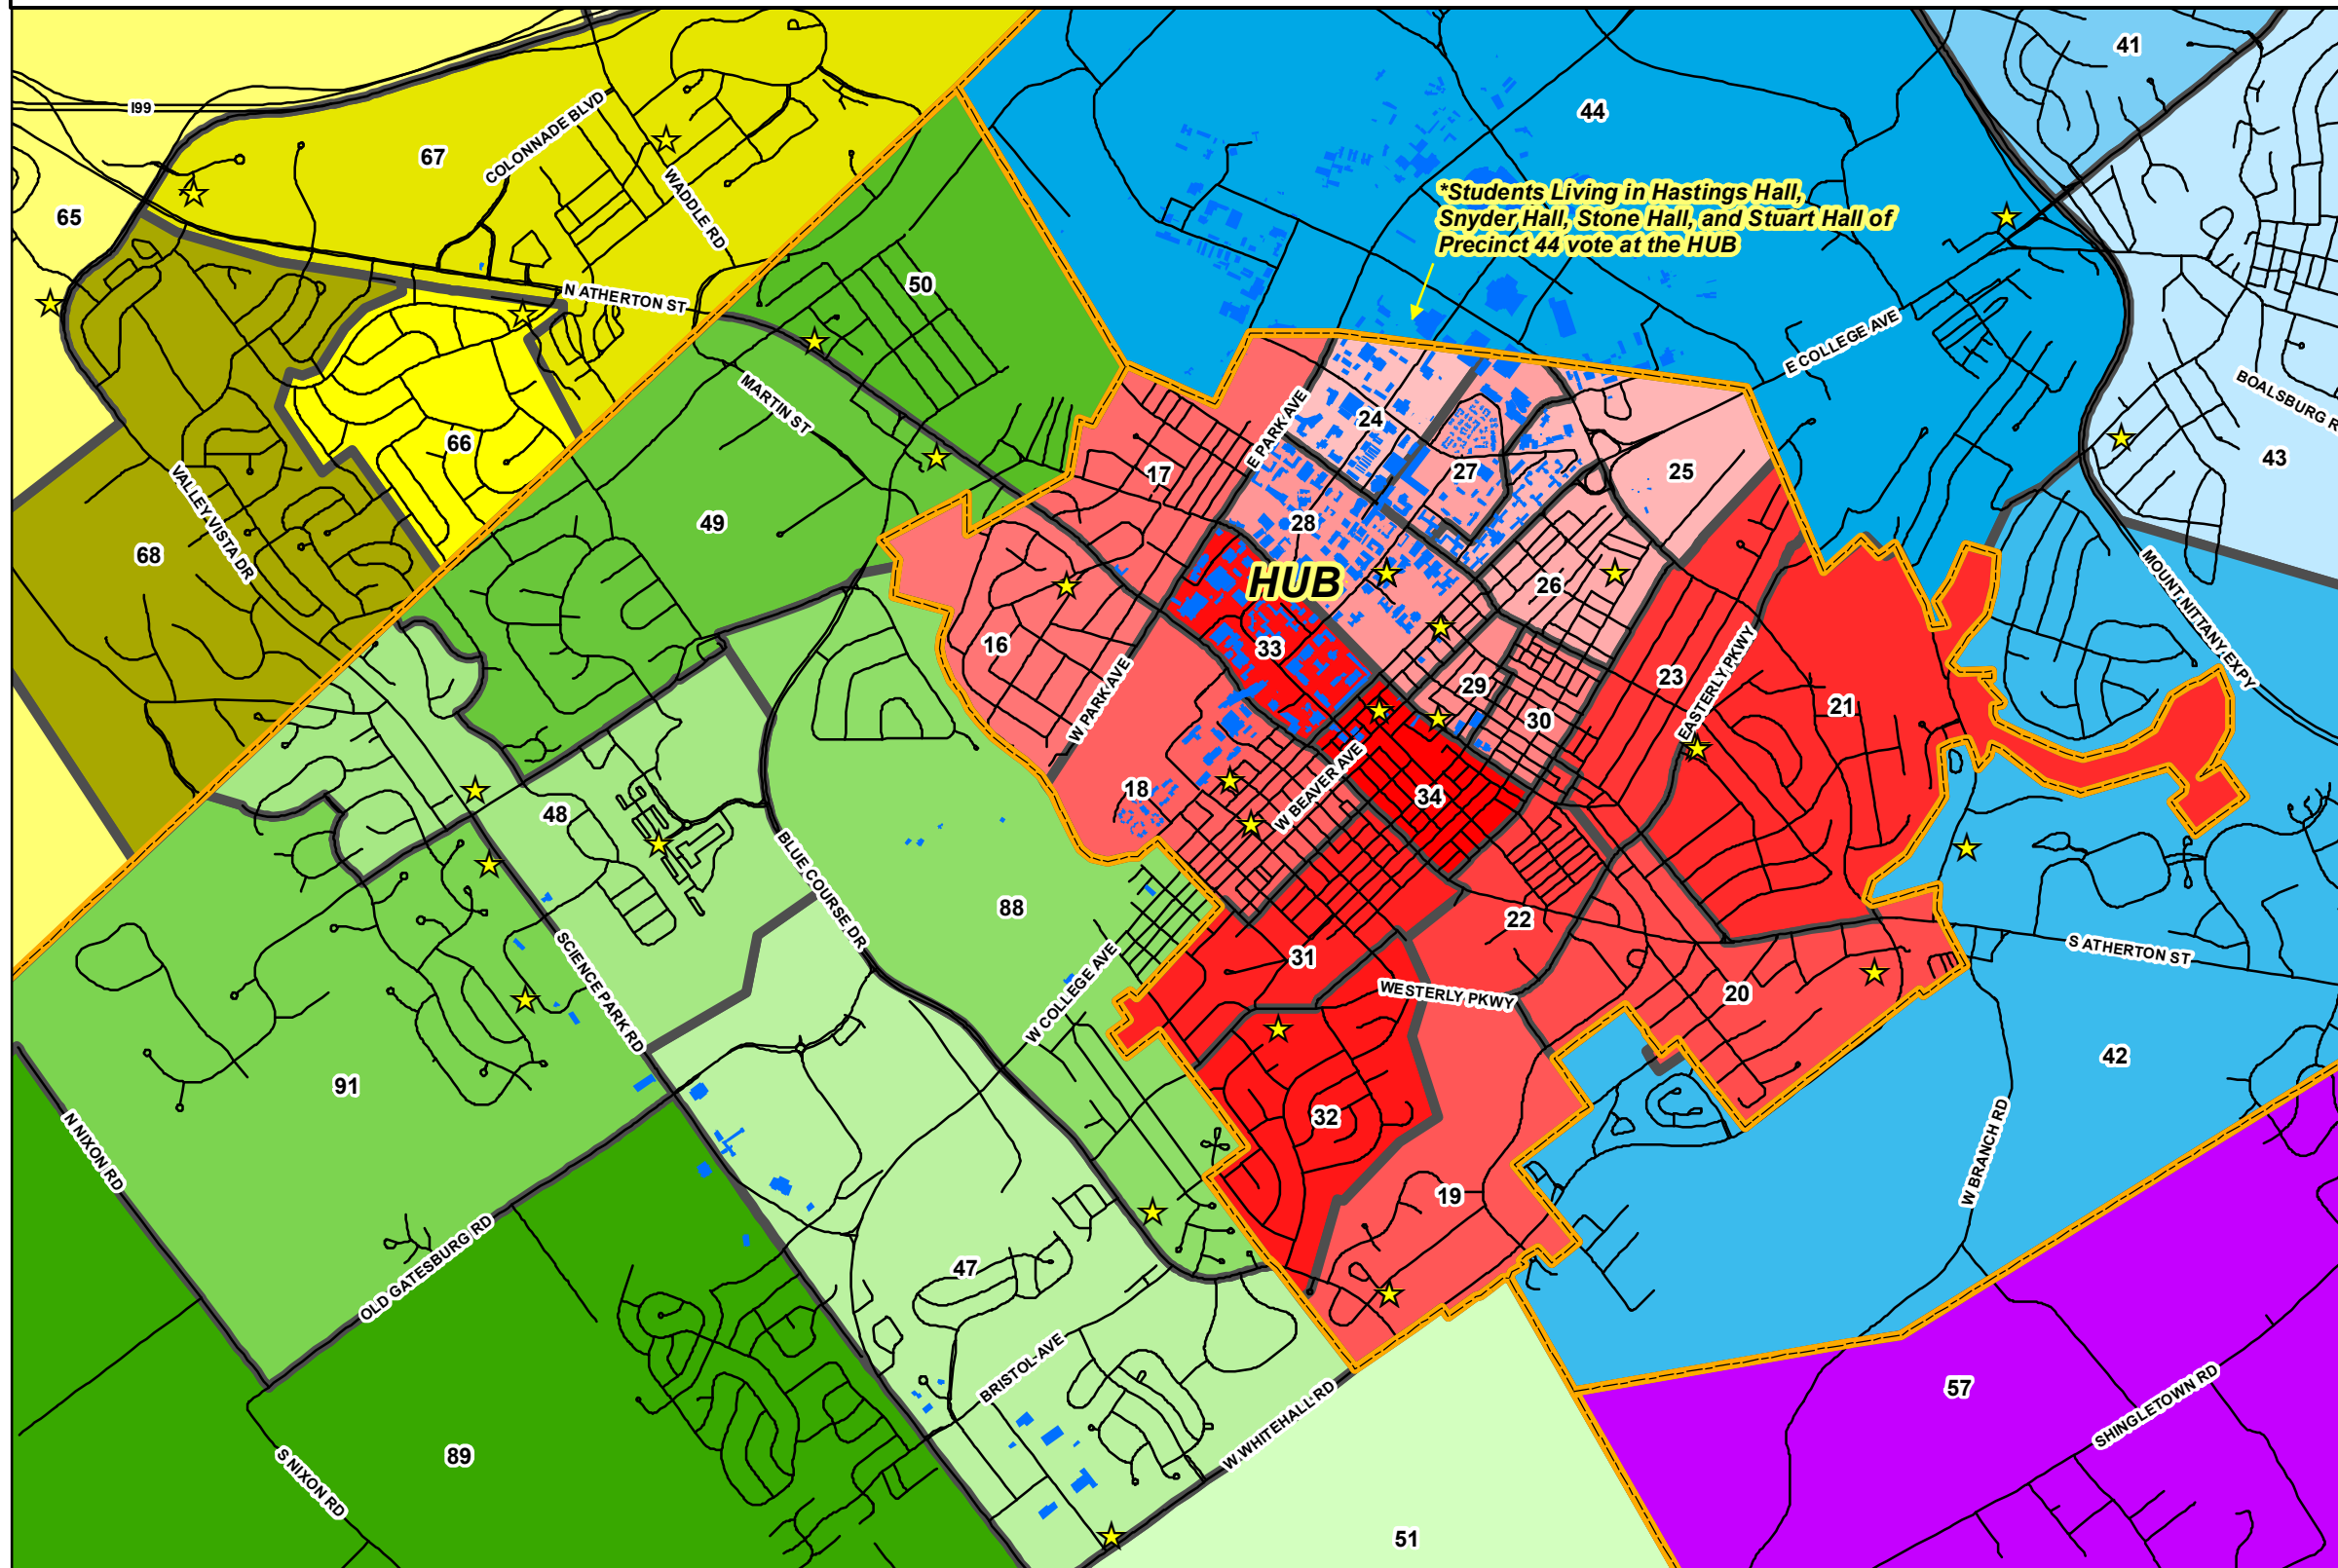 41
I99
44
67
COLONNADE BLVD
WADDLE RD
*Students Living in Hastings Hall,
Snyder Hall, Stone Hall, and Stuart Hall of
Precinct 44 vote at the HUB
65
50
N ATHERTON ST
E COLLEGE AVE
MARTIN ST
BOALSBURG R
E PARK AVE
24
66
17
27
25
43
VALLEY VISTA DR
49
28
68
HUB
26
MOUNT NITTANY EXPY
16
33
23
W PARK AVE
29
EASTERLY PKWY
21
30
18
W BEAVER AVE
34
48
BLUE COURSE DR
88
22
S ATHERTON ST
SCIENCE PARK RD
W COLLEGE AVE
31
WESTERLY PKWY
20
42
91
32
N NIXON RD
W BRANCH RD
19
OLD GATESBURG RD
47
BRISTOL AVE
57
W. WHITEHALL RD
SHINGLETOWN RD
89
S NIXON RD
51